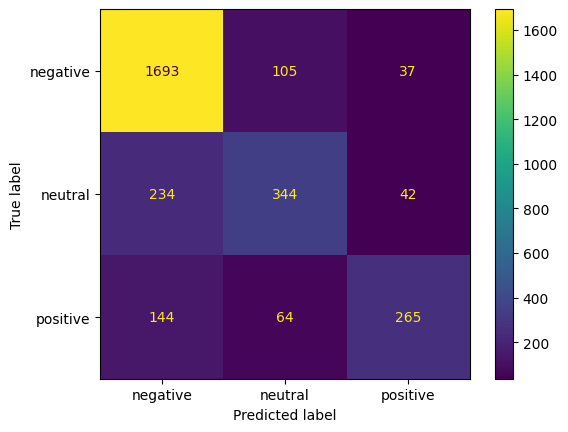 negative 1693 105 37
neutral 234 344 42
positive 144 64 265
negative neutral positive
Predicted label
True label
1600
1400
1200
1000
800
600
400
200